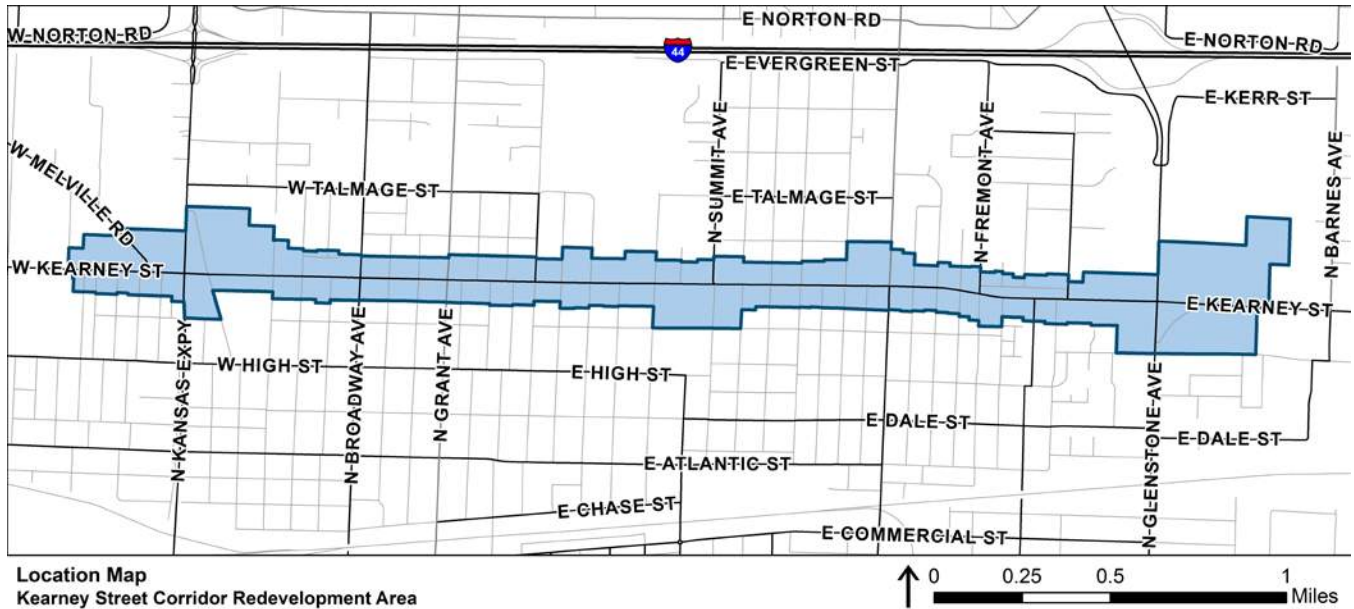 E NORTON RD
W NORTON RD
E NORTON RD
44
E EVERGREEN ST
E KERR ST
N SUMMIT AVE
N FREMONT AVE
N BARNES AVE
W MELVILLE RD
W TALMAGE ST
E TALMAGE ST
W KEARNEY ST
E KEARNEY ST
N KANSAS EXPY
N BROADWAY AVE
N GRANT AVE
W HIGH ST
E HIGH ST
N GLENSTONE AVE
E DALE ST
E DALE ST
E ATLANTIC ST
E CHASE ST
E COMMERCIAL ST
Location Map
Kearney Street Corridor Redevelopment Area
0 0.25 0.5 1
Miles